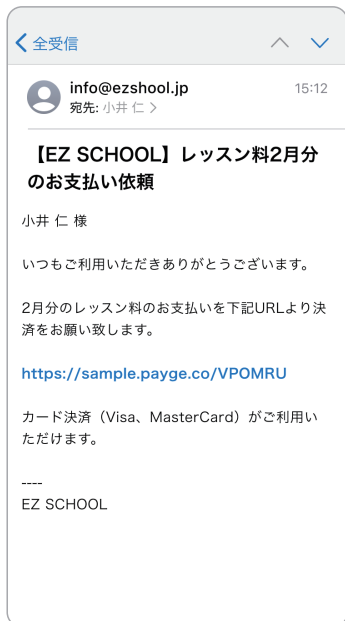 全受信
info@ezshool.jp
15:12
宛先: 小井 仁
【EZ SCHOOL】レッスン料2月分
のお支払い依頼
小井 仁 様
いつもご利用いただきありがとうございます。
2月分のレッスン料のお支払いを下記URLより決
済をお願い致します。
https://sample.payge.co/VPOMRU
カード決済（Visa、MasterCard）がご利用い
ただけます。
----
EZ SCHOOL